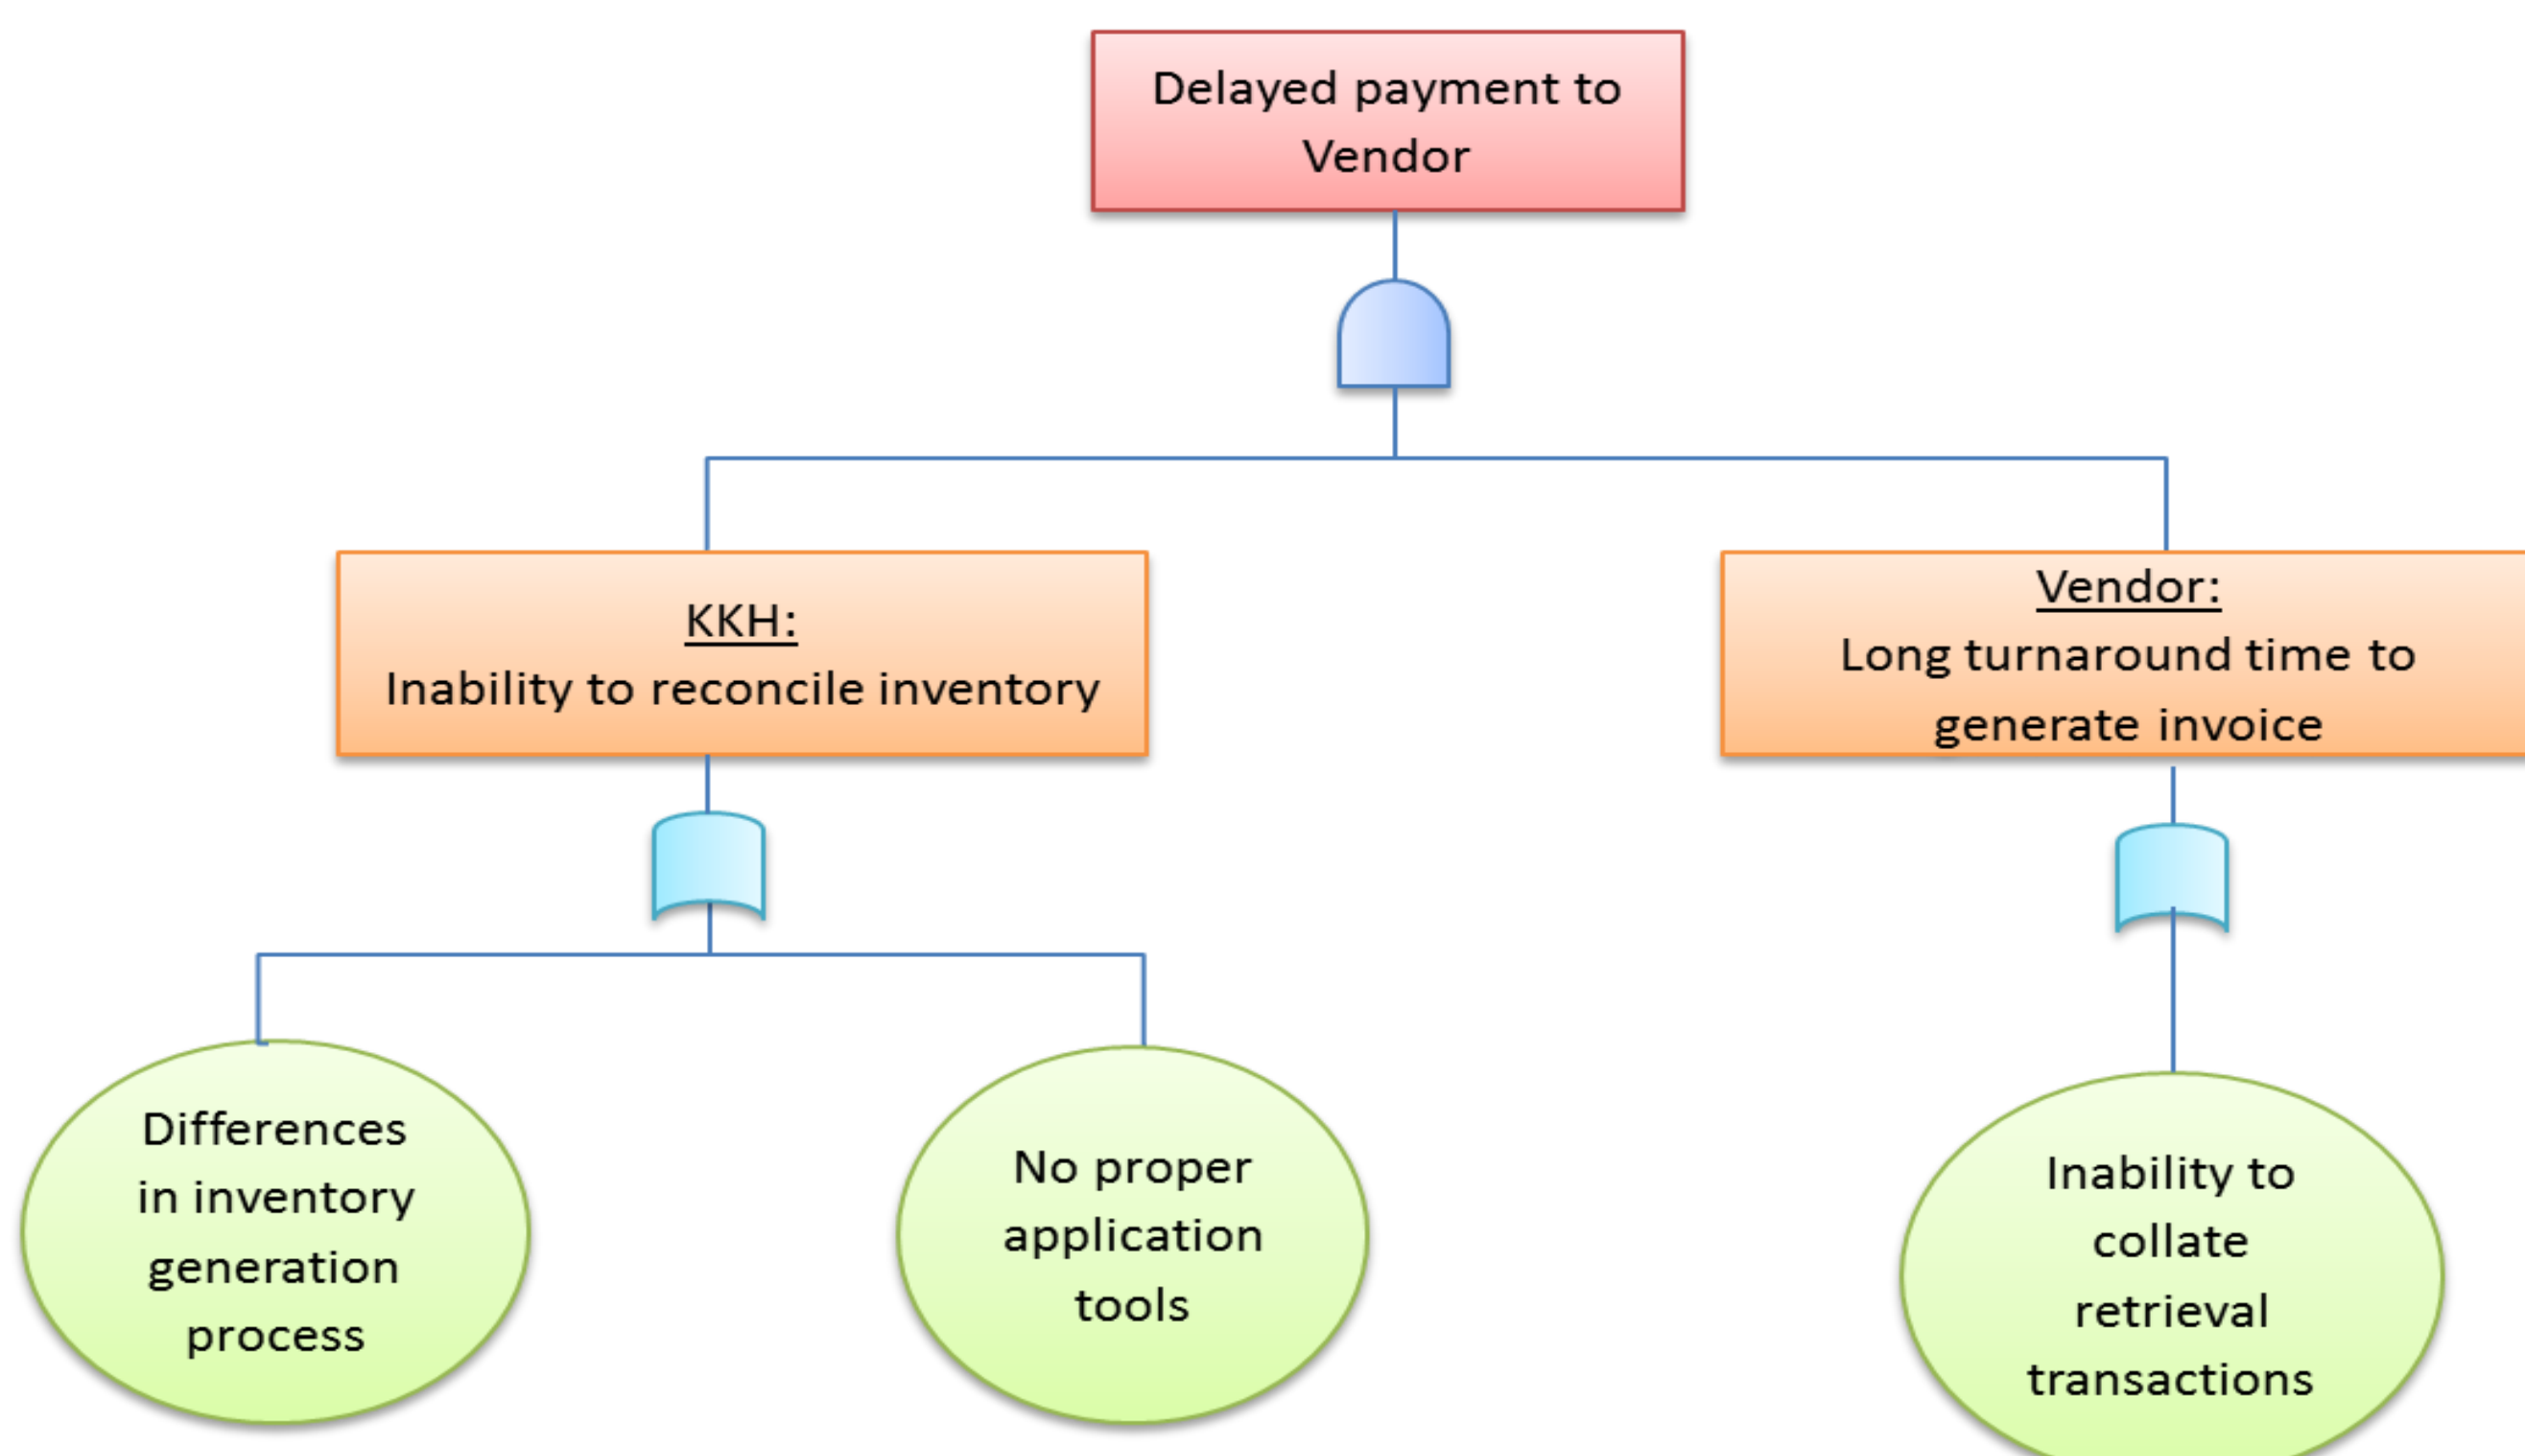 Delayed payment to
Vendor
KKH:
Inability to reconcile inventory
Vendor:
Long turnaround time to
generate invoice
Differences
in inventory
generation
process
No proper
application
tools
Inability to
collate
retrieval
transactions